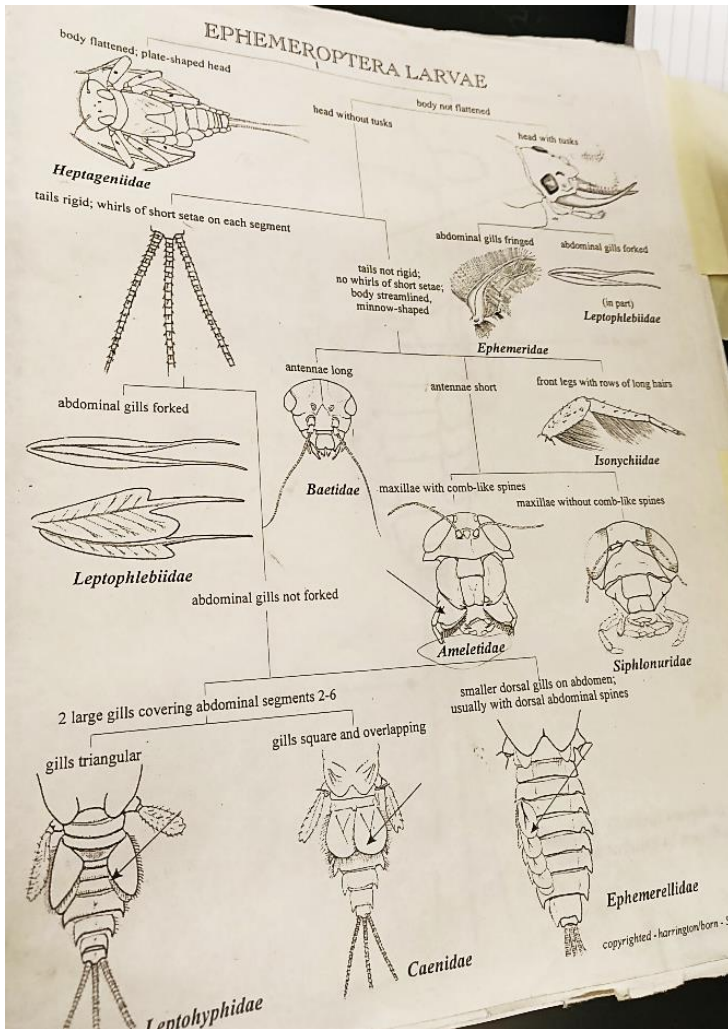 EPHEMEROPTERA LARVAE
body flattened; plate-shaped head
body not flattened
head without tusks
head with tusks
Heptageniidae
tails rigid; whirls of short setae on each segment
abdominal gills fringed
abdominal gills forked
(in part)
Leptophlebiidae
Ephemeridae
tails not rigid;
no whirls of short setae;
body streamlined,
minnow-shaped
antennae long
antennae short
front legs with rows of long hairs
Isonychiidae
abdominal gills forked
Baetidae
maxillae with comb-like spines
maxillae without comb-like spines
Leptophlebiidae
abdominal gills not forked
Ameletidae
Siphlonuridae
2 large gills covering abdominal segments 2-6
smaller dorsal gills on abdomen;
usually with dorsal abdominal spines
gills triangular
gills square and overlapping
Ephemerellidae
Caenidae
Leptohyphidae
copyrighted - harrington/born -